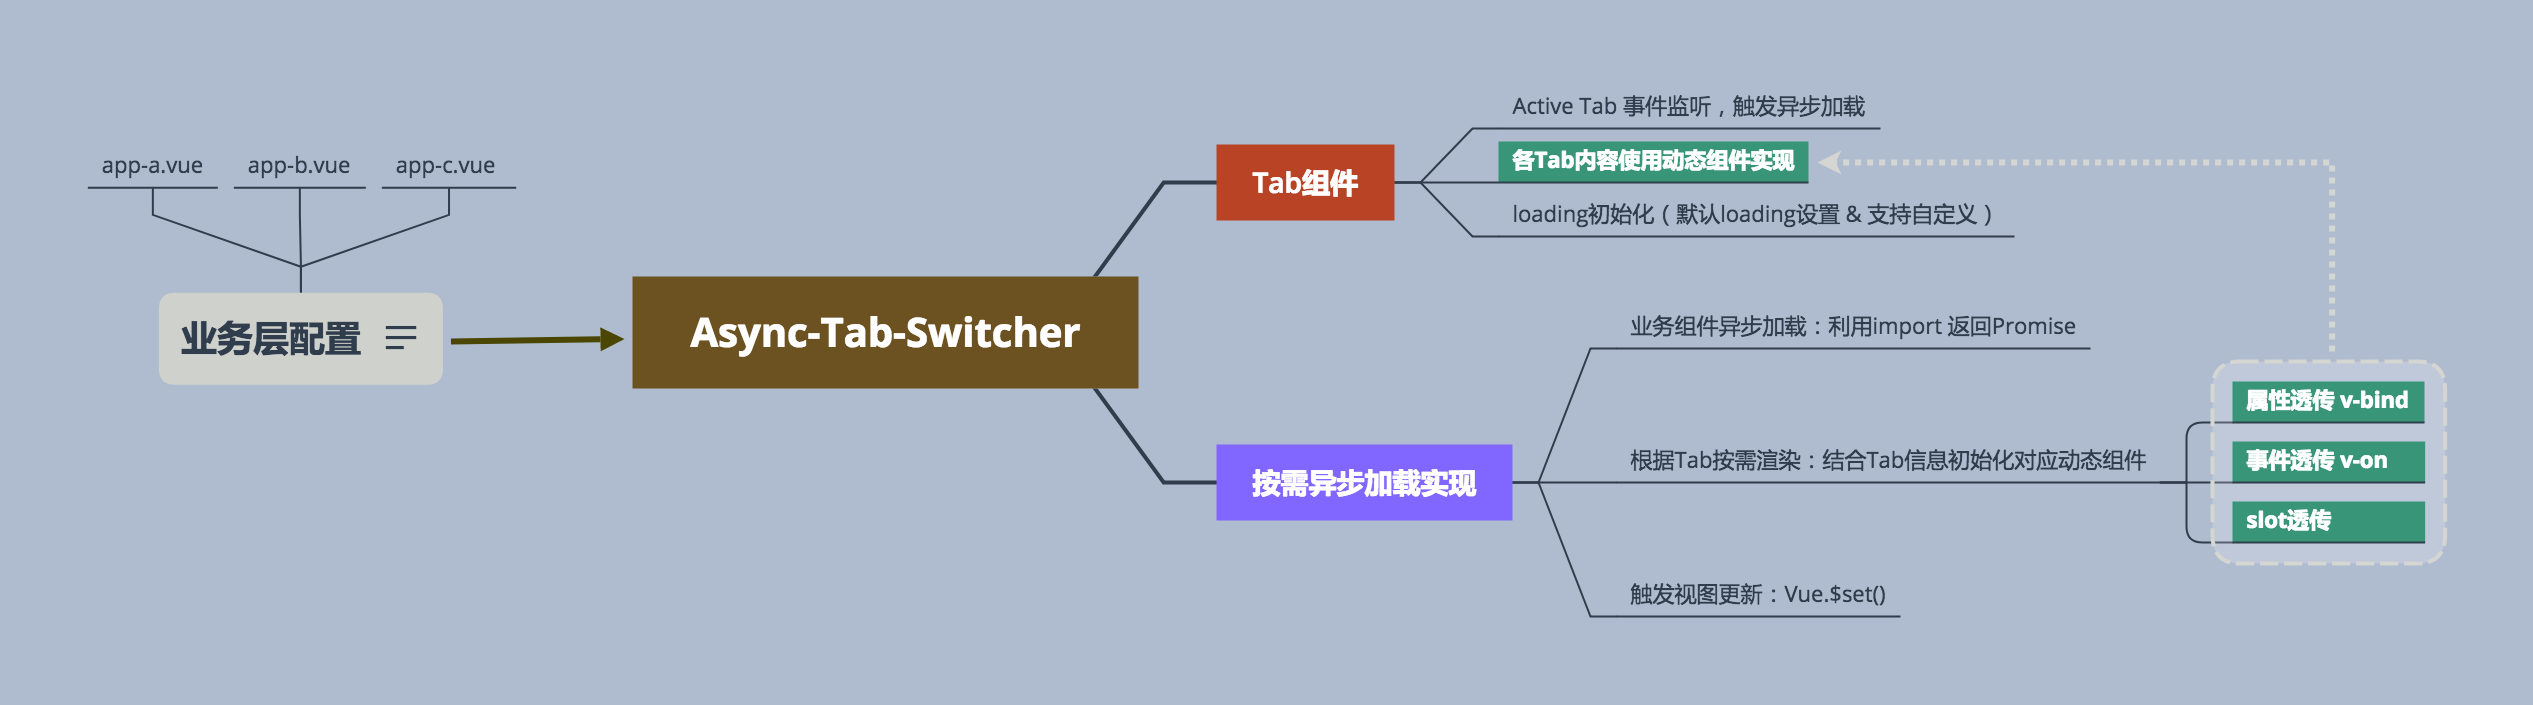 app-a.vue
app-b.vue
app-c.vue
业务层配置
Async-Tab-Switcher
Tab组件
Active Tab 事件监听，触发异步加载
各Tab内容使用动态组件实现
loading初始化（默认loading设置 & 支持自定义）
按需异步加载实现
业务组件异步加载：利用import 返回Promise
根据Tab按需渲染：结合Tab信息初始化对应动态组件
属性透传 v-bind
事件透传 v-on
slot透传
触发视图更新：Vue.$set()